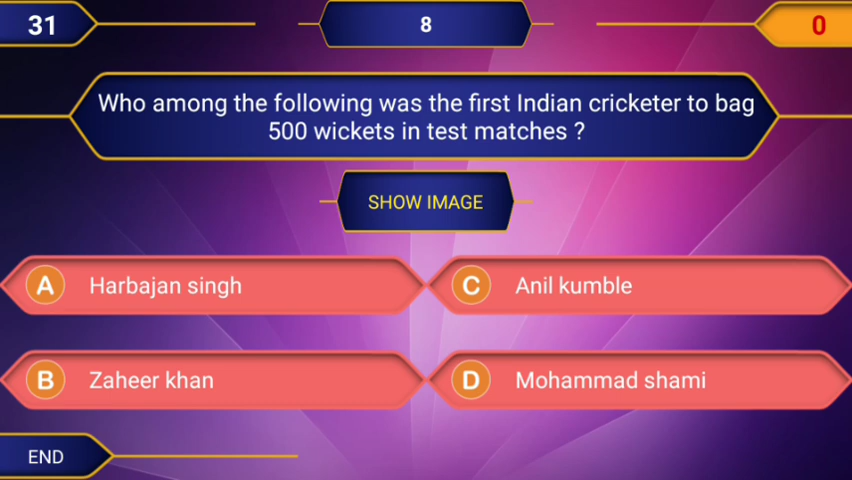 31
8
0
Who among the following was the first Indian cricketer to bag
500 wickets in test matches ?
SHOW IMAGE
A Harbajan singh
C Anil kumble
B Zaheer khan
D Mohammad shami
END